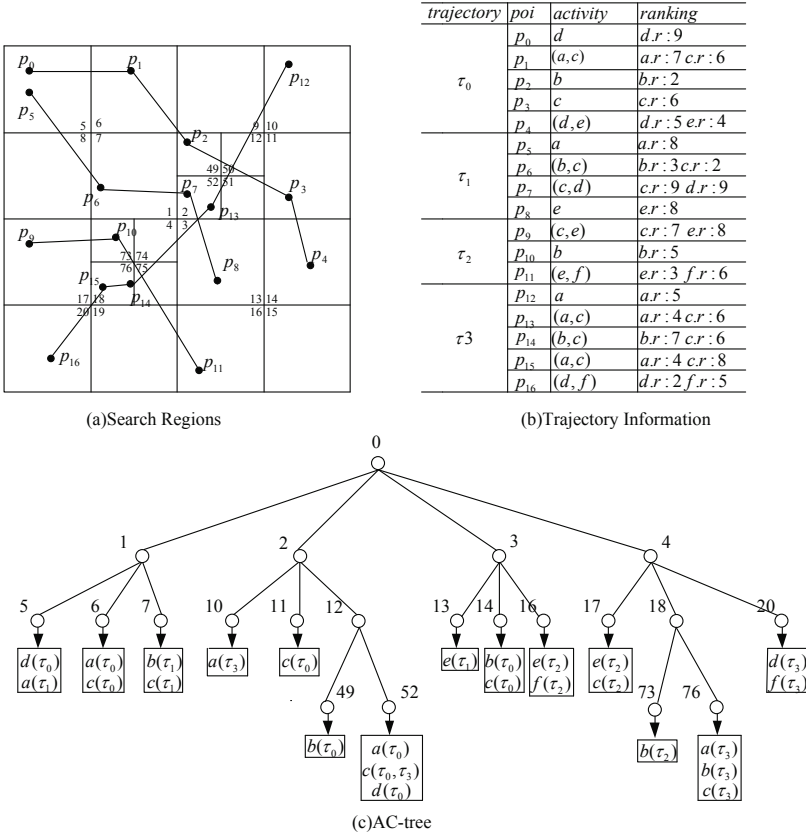 p0
p1
p12
p5
5 6
8 7
9 10
12 11
p2
49 50
52 51
p7
p3
p6
p13
1 2
4 3
p9
p10
p4
73 74
76 75
p8
p15
p14
17 18
20 19
13 14
16 15
p16
p11
(a)Search Regions
trajectory poi activity ranking
τ0
p0 d d.r:9
p1 (a,c) a.r:7 c.r:6
p2 b b.r:2
p3 c c.r:6
p4 (d,e) d.r:5 e.r:4
τ1
p5 a a.r:8
p6 (b,c) b.r:3 c.r:2
p7 (c,d) c.r:9 d.r:9
p8 e e.r:8
τ2
p9 (c,e) c.r:7 e.r:8
p10 b b.r:5
p11 (e,f) e.r:3 f.r:6
τ3
p12 a a.r:5
p13 (a,c) a.r:4 c.r:6
p14 (b,c) b.r:7 c.r:6
p15 (a,c) a.r:4 c.r:8
p16 (d,f) d.r:2 f.r:5
(b)Trajectory Information
0
1 2 3 4
5 6 7 10 11 12 13 14 16 17 18 20
d(τ0)
a(τ1)
a(τ0)
c(τ0)
b(τ1)
c(τ1)
a(τ3)
c(τ0)
e(τ1)
b(τ0)
c(τ0)
e(τ2)
f(τ2)
e(τ2)
c(τ2)
d(τ3)
f(τ3)
49 52 73 76
b(τ0)
a(τ0)
c(τ0,τ3)
d(τ0)
b(τ2)
a(τ3)
b(τ3)
c(τ3)
(c)AC-tree